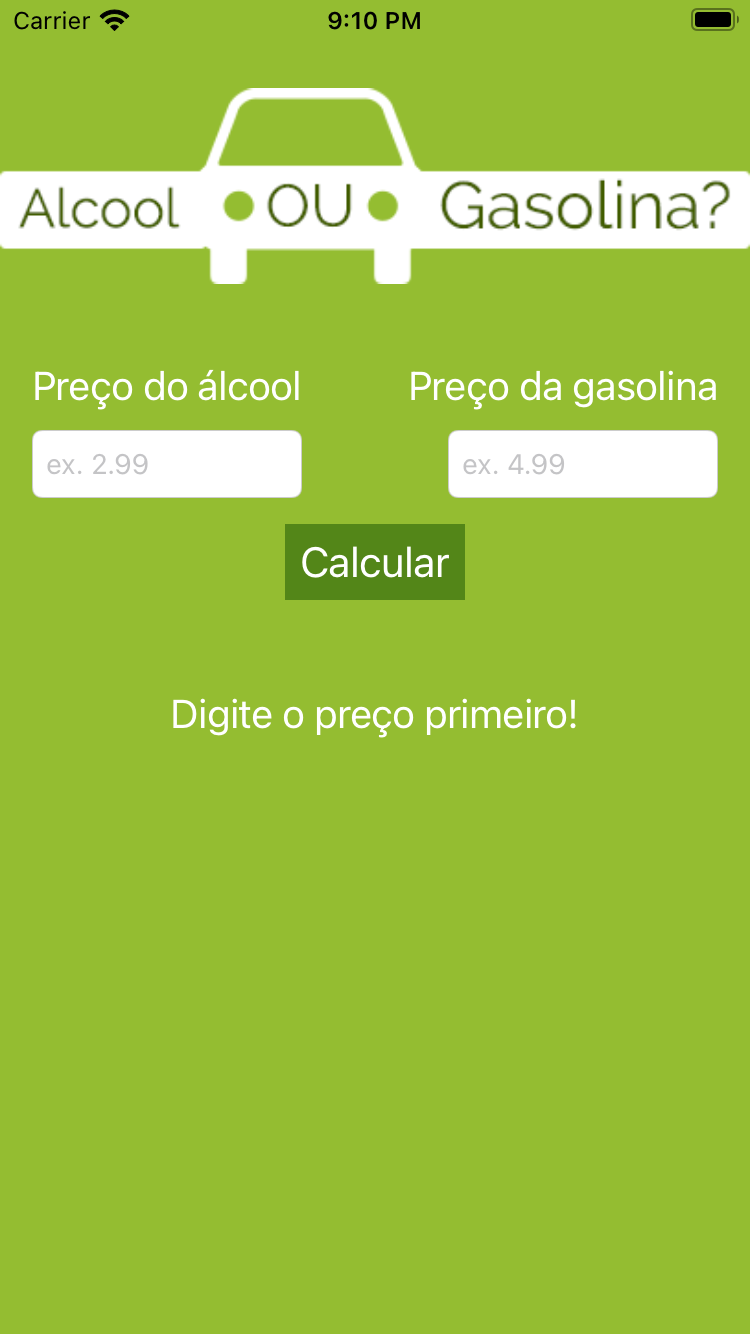 Carrier 9:10 PM
Alcool OU Gasolina?
Preço do álcool Preço da gasolina
ex. 2.99 ex. 4.99
Calcular
Digite o preço primeiro!